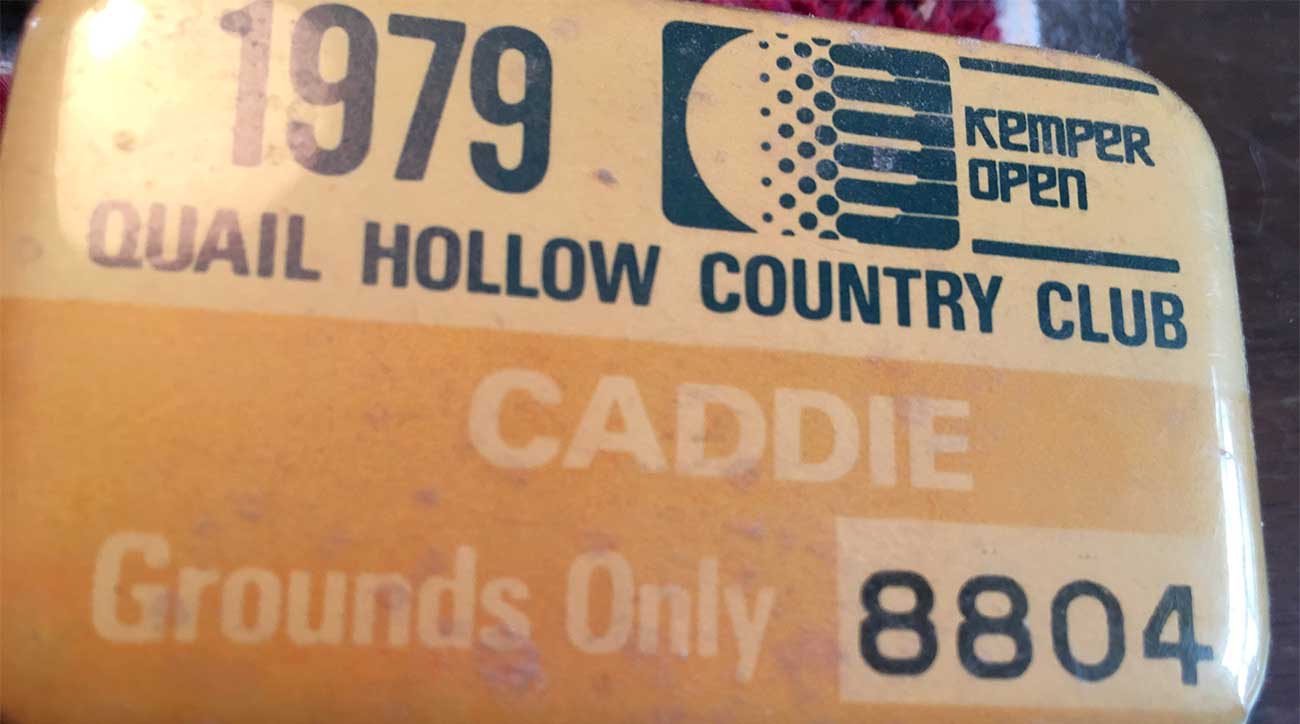 1979
KEMPER
OPEN
QUAIL HOLLOW COUNTRY CLUB
CADDIE
Grounds Only 8804